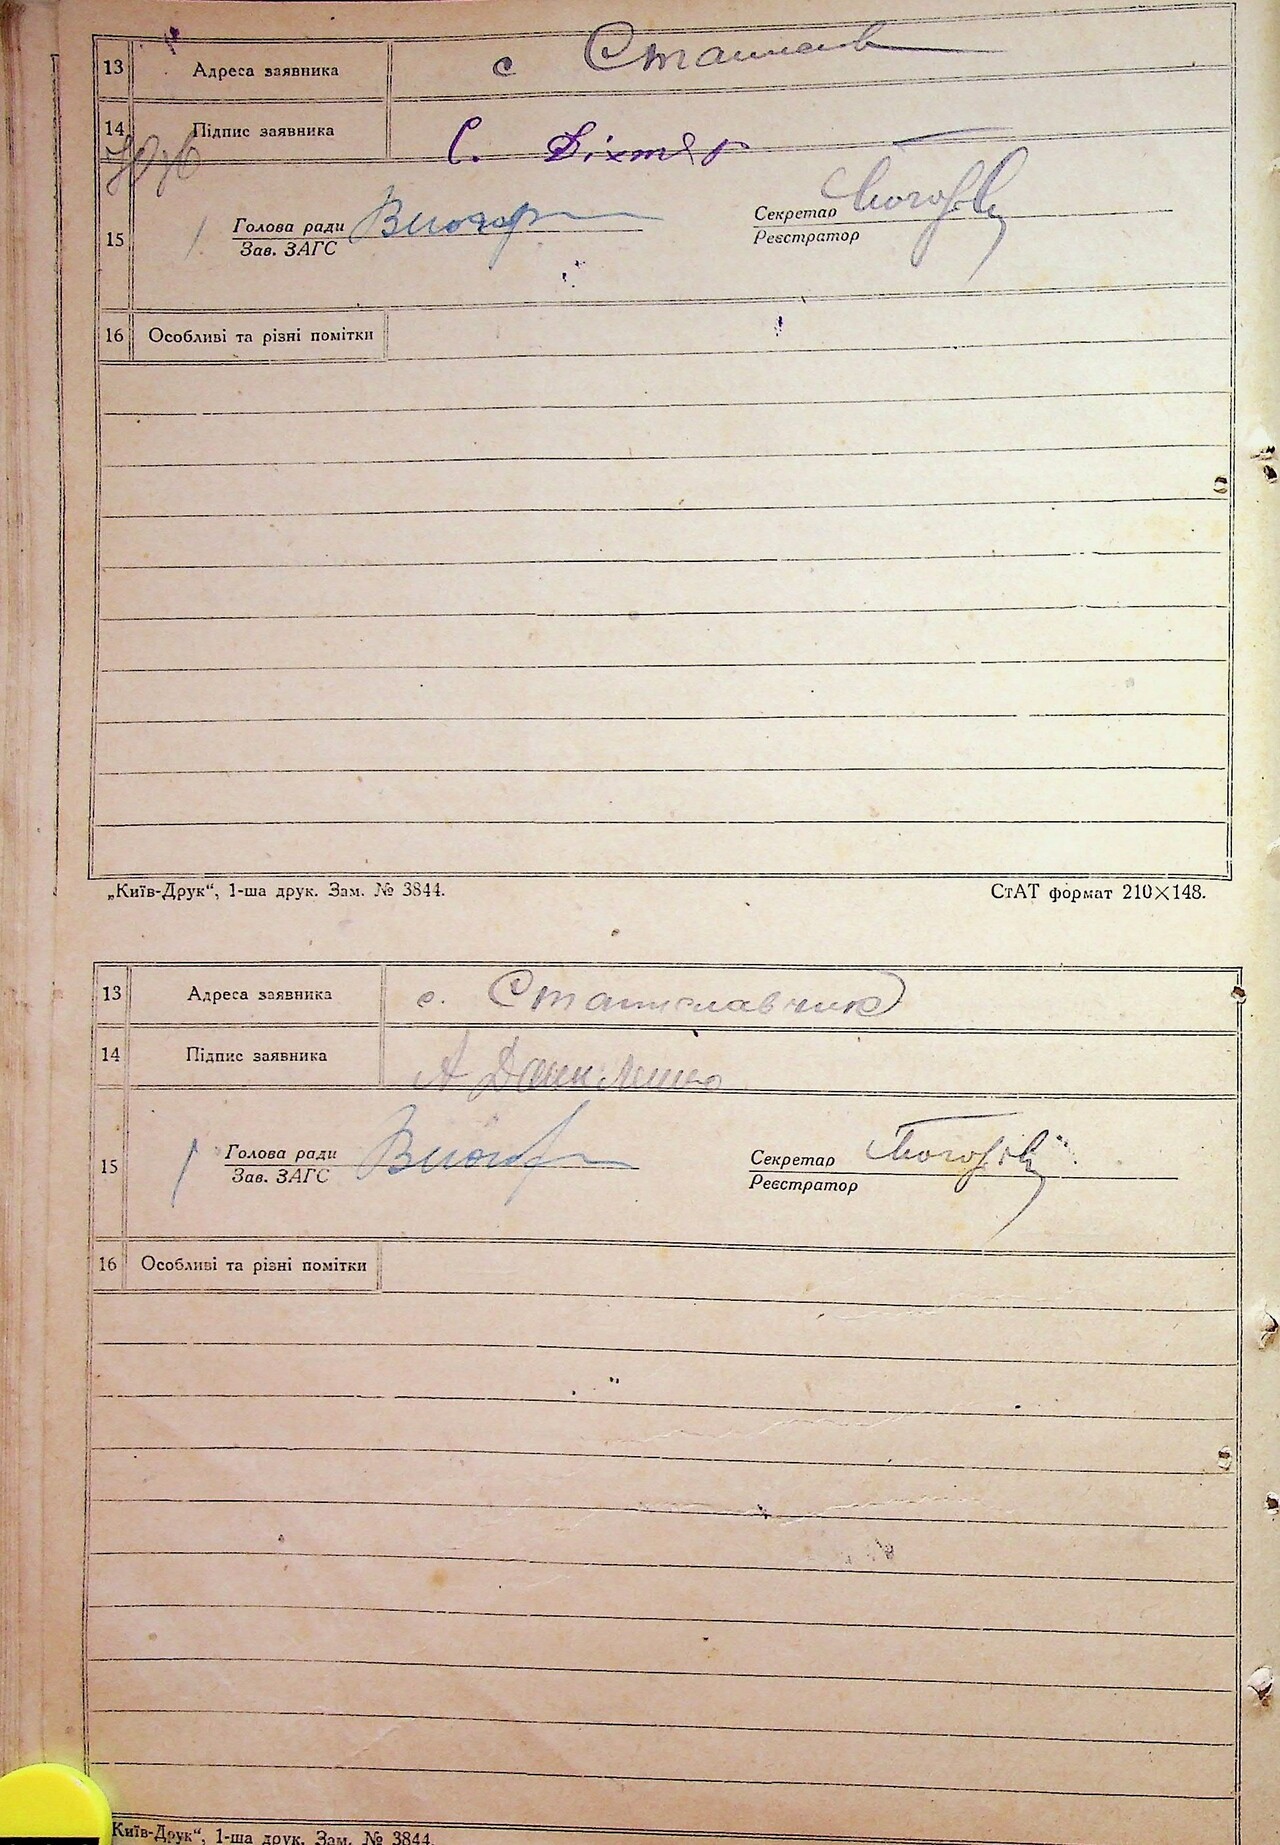 13 Адреса заявника с Станислав
14 Підпис заявника С. Діхтяр
15 Голова ради Секретар
Зав. ЗАГС Реєстратор
16 Особливі та різні помітки
„Київ-Друк“, 1-ша друк. Зам. № 3844. СтАТ формат 210×148.
13 Адреса заявника с. Станиславчик
14 Підпис заявника А Данилишин
15 Голова ради Секретар
Зав. ЗАГС Реєстратор
16 Особливі та різні помітки
Київ-Друк“, 1-ша друк. Зам. № 3844.